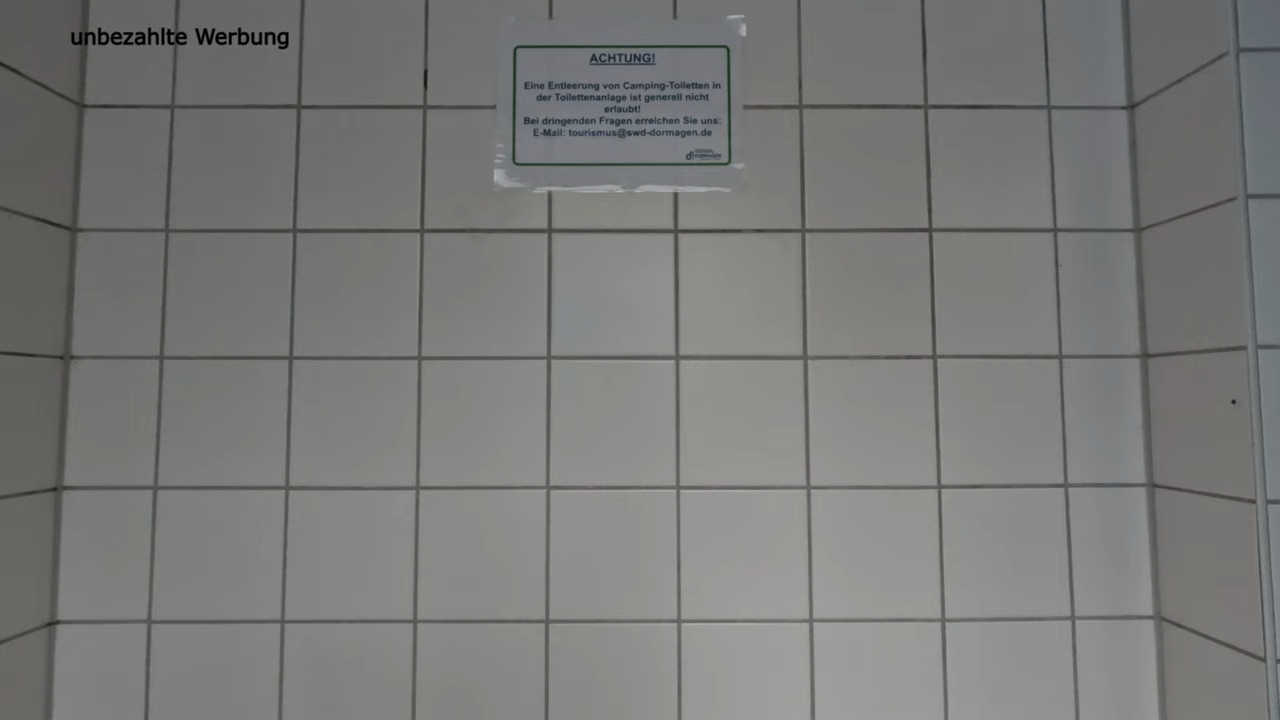 unbezahlte Werbung
ACHTUNG!
Eine Entleerung von Camping-Toiletten in
der Toilettenanlage ist generell nicht
erlaubt!
Bei dringenden Fragen erreichen Sie uns:
E-Mail: tourismus@swd-dormagen.de
DORMAGEN